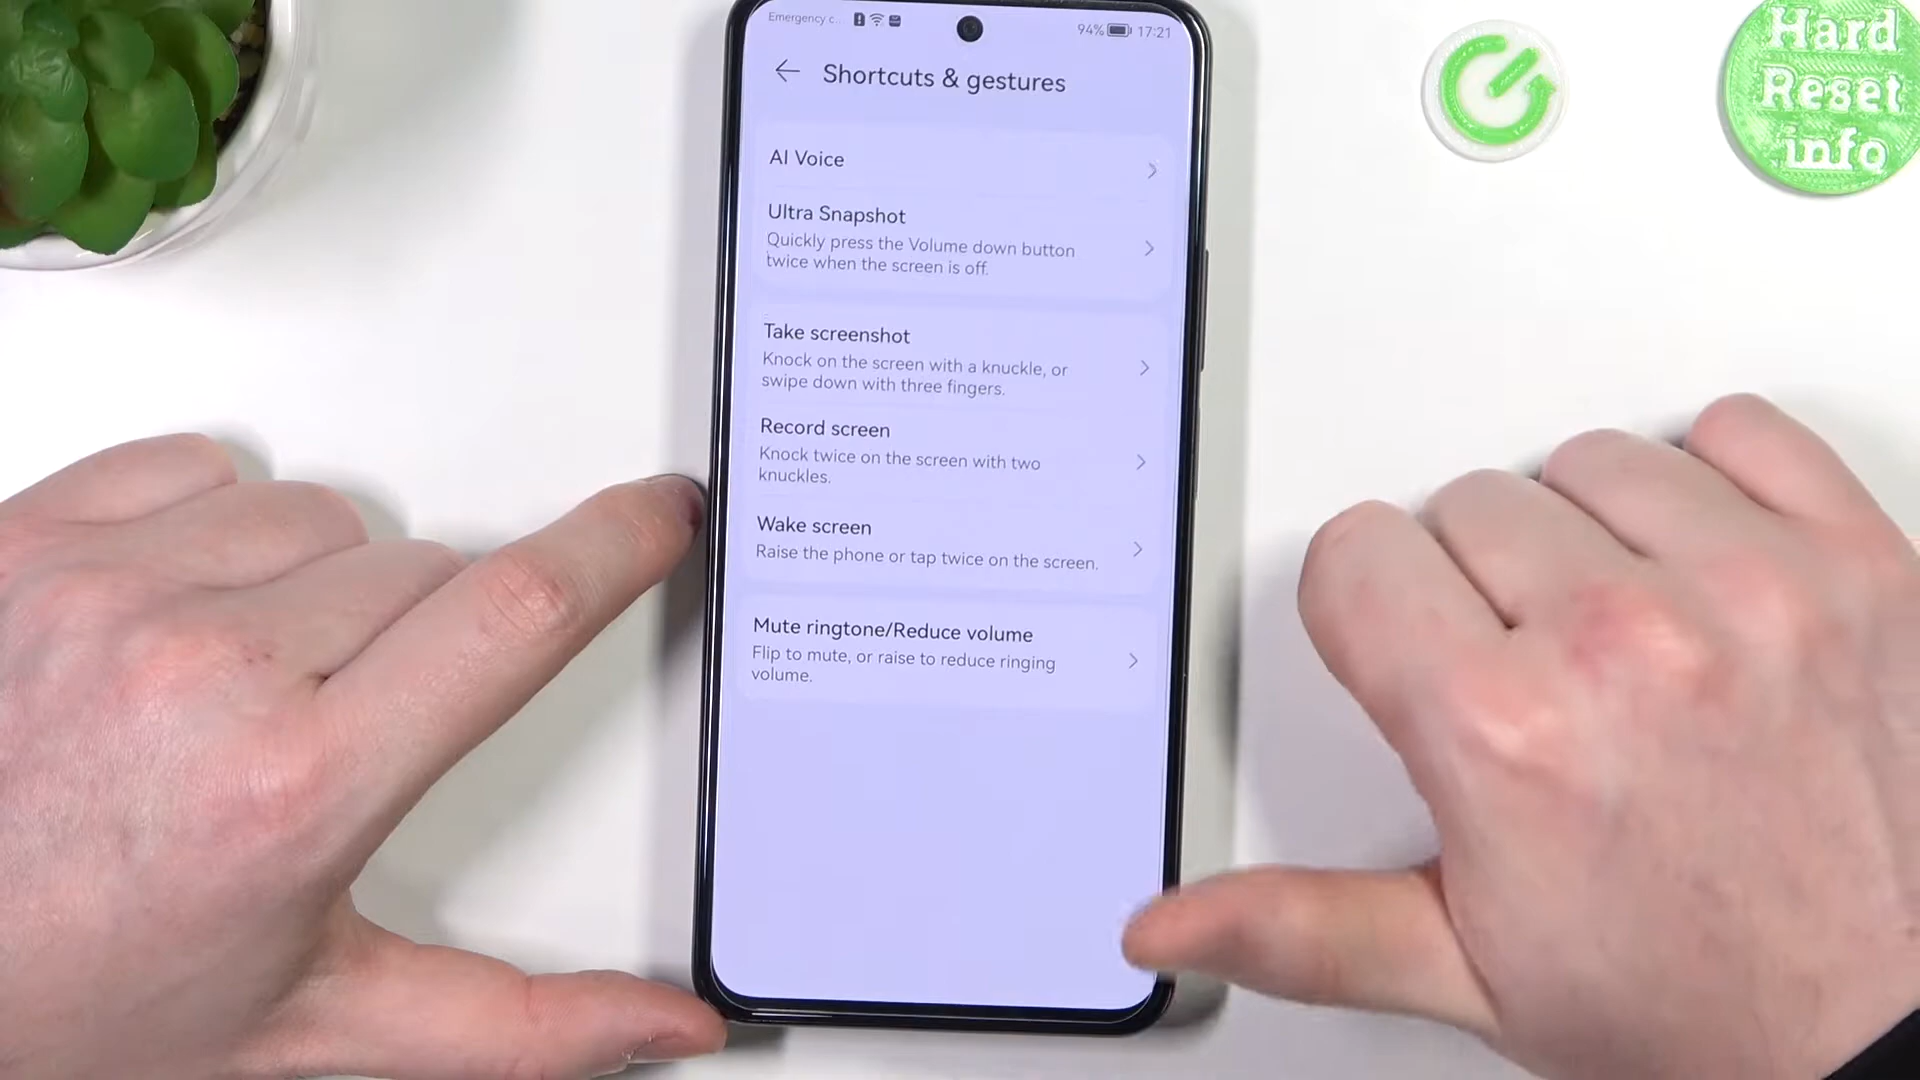 Emergency c...
94% 17:21
Shortcuts & gestures
AI Voice
Ultra Snapshot
Quickly press the Volume down button
twice when the screen is off.
Take screenshot
Knock on the screen with a knuckle, or
swipe down with three fingers.
Record screen
Knock twice on the screen with two
knuckles.
Wake screen
Raise the phone or tap twice on the screen.
Mute ringtone/Reduce volume
Flip to mute, or raise to reduce ringing
volume.
Hard
Reset
info